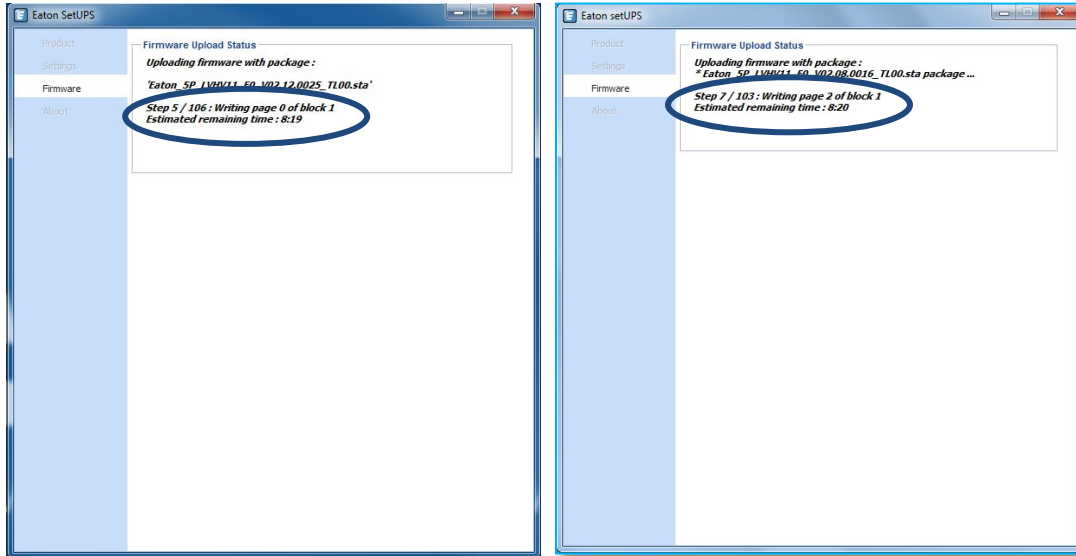 Eaton SetUPS
Product
Settings
Firmware
About
Firmware Upload Status
Uploading firmware with package :
'Eaton_5P_LVHV11_E0_V02.12.0025_TL00.sta'
Step 5 / 106 : Writing page 0 of block 1
Estimated remaining time : 8:19
Eaton setUPS
Product
Settings
Firmware
About
Firmware Upload Status
Uploading firmware with package :
* Eaton_5P_LVHV11_E0_V02.08.0016_TL00.sta package ...
Step 7 / 103 : Writing page 2 of block 1
Estimated remaining time : 8:20